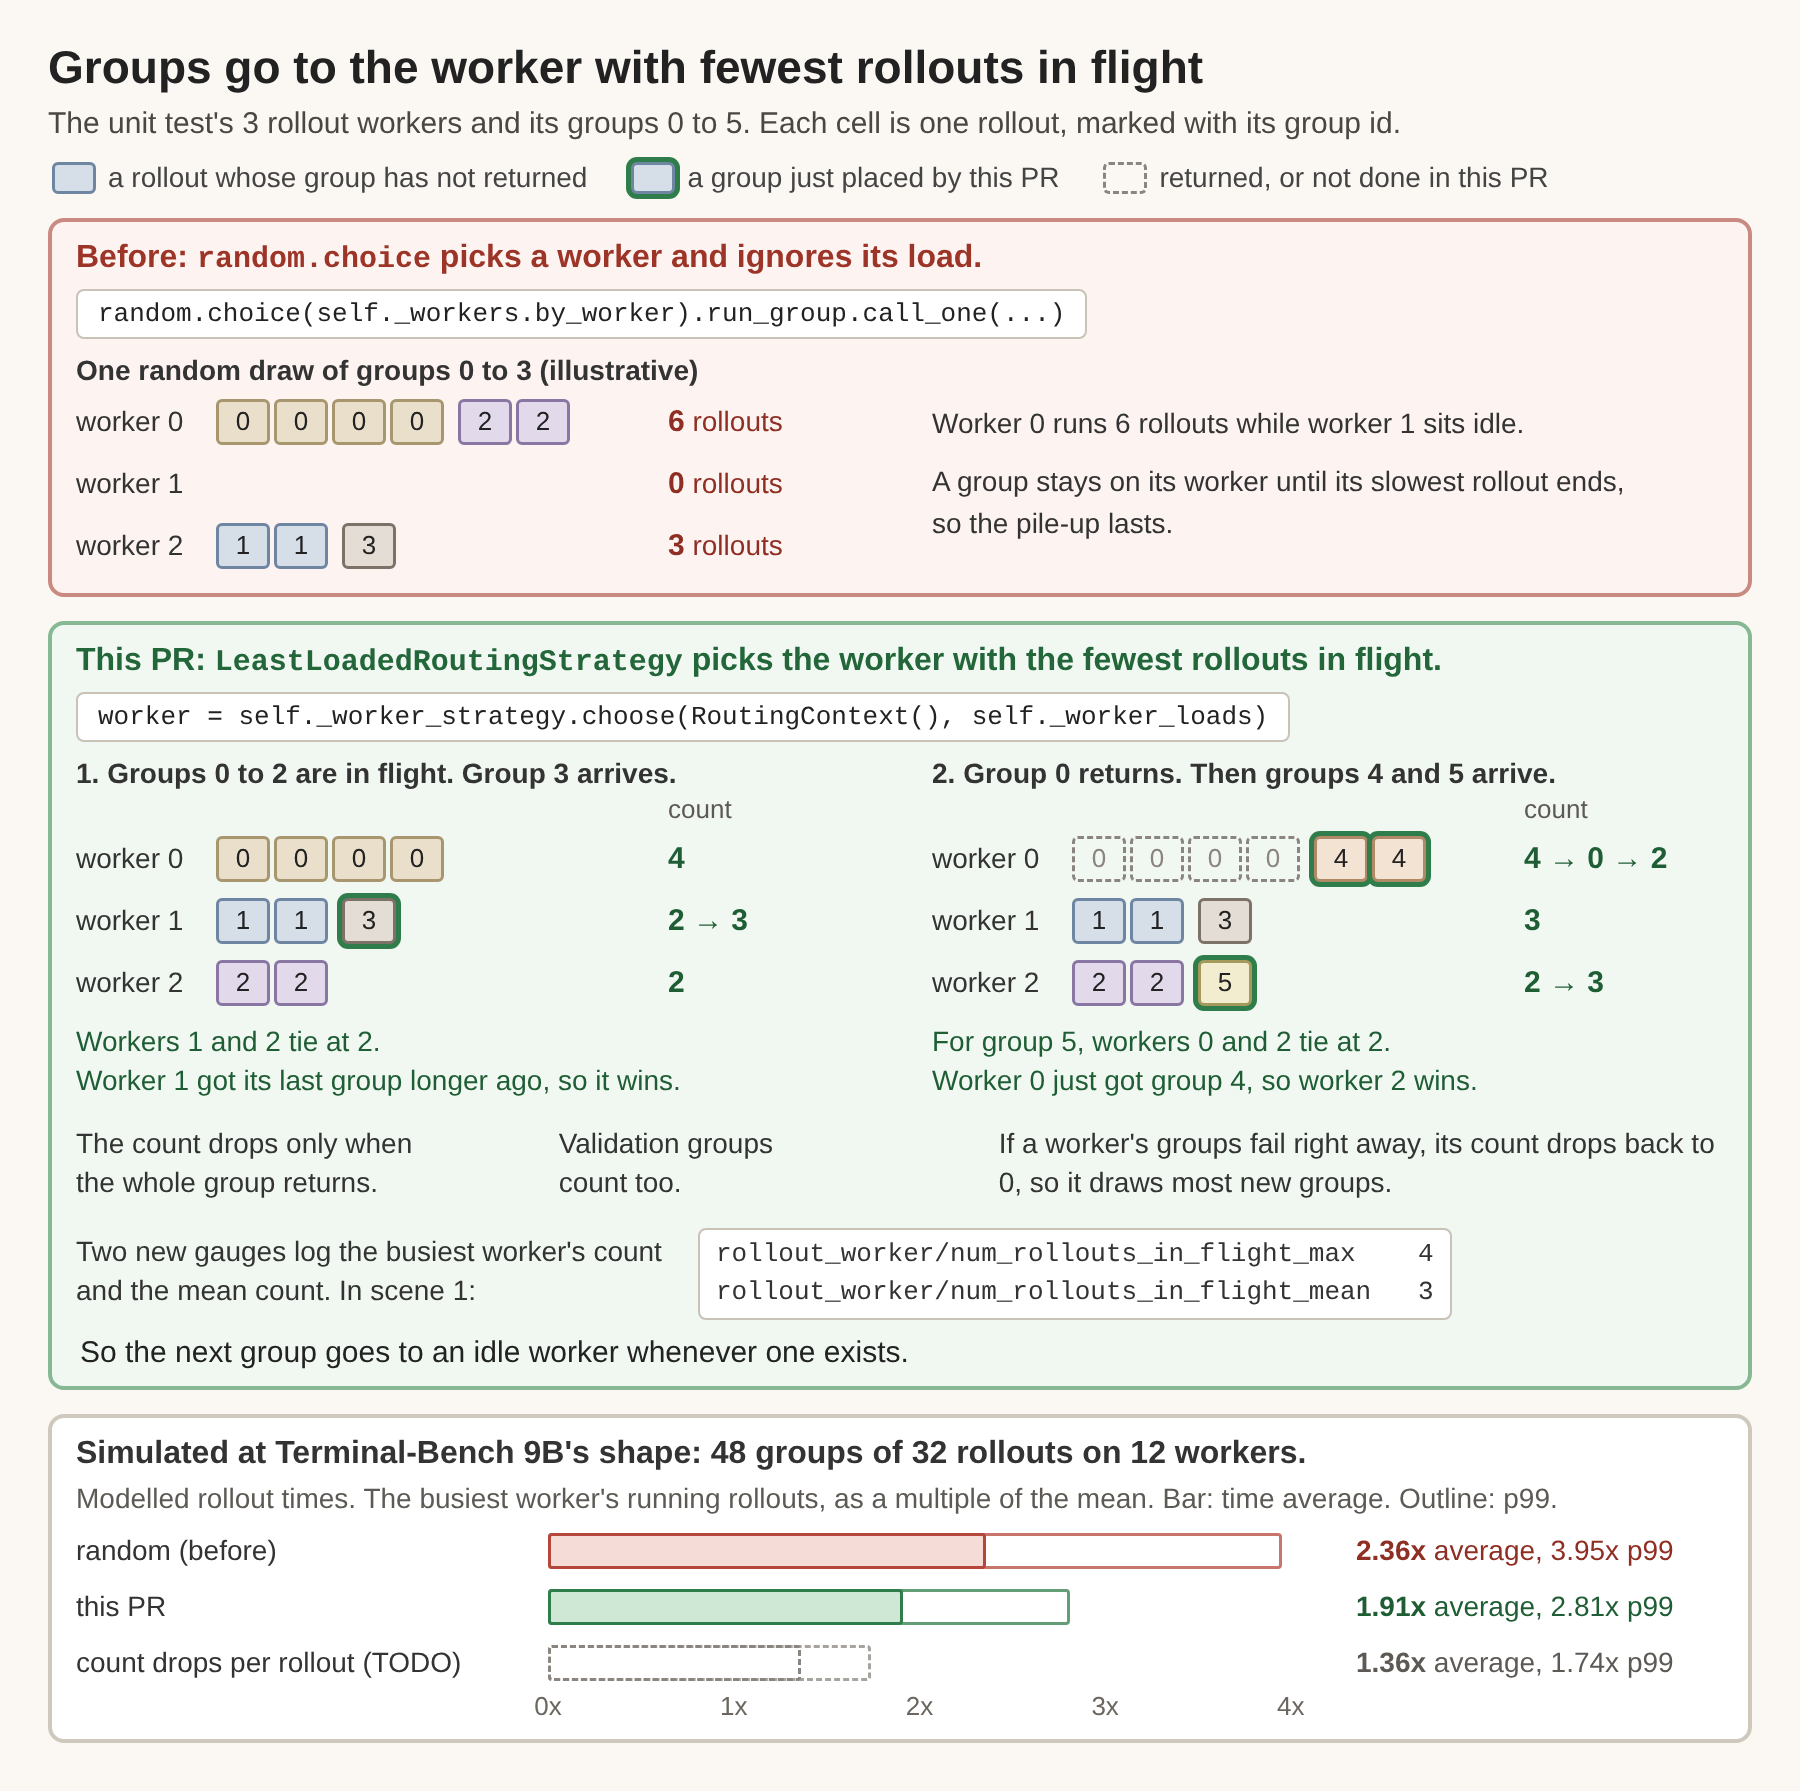 Groups go to the worker with fewest rollouts in flight
The unit test's 3 rollout workers and its groups 0 to 5. Each cell is one rollout, marked with its group id.
a rollout whose group has not returned
a group just placed by this PR
returned, or not done in this PR
Before: random.choice picks a worker and ignores its load.
random.choice(self._workers.by_worker).run_group.call_one(...)
One random draw of groups 0 to 3 (illustrative)
worker 0 0 0 0 0 2 2 6 rollouts
worker 1 0 rollouts
worker 2 1 1 3 3 rollouts
Worker 0 runs 6 rollouts while worker 1 sits idle.
A group stays on its worker until its slowest rollout ends,
so the pile-up lasts.
This PR: LeastLoadedRoutingStrategy picks the worker with the fewest rollouts in flight.
worker = self._worker_strategy.choose(RoutingContext(), self._worker_loads)
1. Groups 0 to 2 are in flight. Group 3 arrives.
count
worker 0 0 0 0 0 4
worker 1 1 1 3 2 → 3
worker 2 2 2 2
Workers 1 and 2 tie at 2.
Worker 1 got its last group longer ago, so it wins.
2. Group 0 returns. Then groups 4 and 5 arrive.
count
worker 0 0 0 0 0 4 4 4 → 0 → 2
worker 1 1 1 3 3
worker 2 2 2 5 2 → 3
For group 5, workers 0 and 2 tie at 2.
Worker 0 just got group 4, so worker 2 wins.
The count drops only when
the whole group returns.
Validation groups
count too.
If a worker's groups fail right away, its count drops back to
0, so it draws most new groups.
Two new gauges log the busiest worker's count
and the mean count. In scene 1:
rollout_worker/num_rollouts_in_flight_max 4
rollout_worker/num_rollouts_in_flight_mean 3
So the next group goes to an idle worker whenever one exists.
Simulated at Terminal-Bench 9B's shape: 48 groups of 32 rollouts on 12 workers.
Modelled rollout times. The busiest worker's running rollouts, as a multiple of the mean. Bar: time average. Outline: p99.
random (before) 2.36x average, 3.95x p99
this PR 1.91x average, 2.81x p99
count drops per rollout (TODO) 1.36x average, 1.74x p99
0x 1x 2x 3x 4x